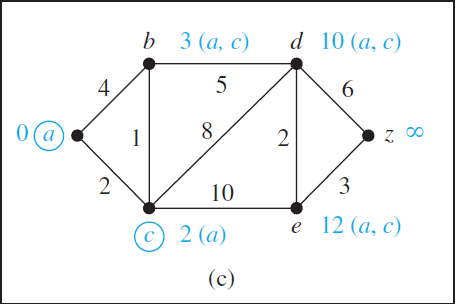 b 3 (a, c) d 10 (a, c)
4 5 6
0 a 1 8 2 z ∞
2 10 3
c 2 (a) e 12 (a, c)
(c)